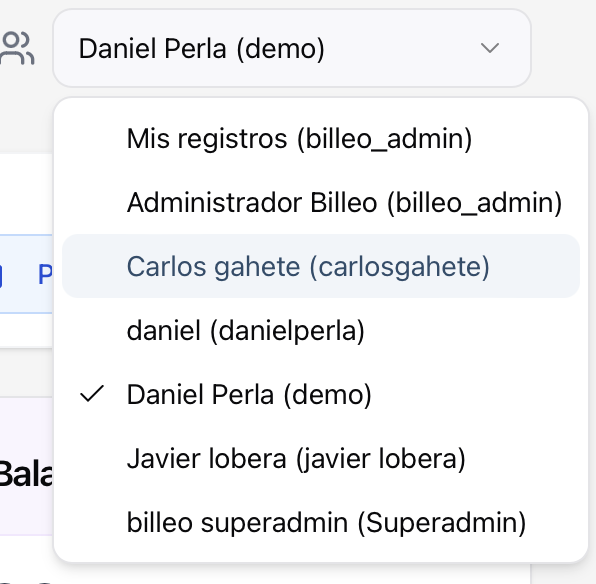 Daniel Perla (demo)
Mis registros (billeo_admin)
Administrador Billeo (billeo_admin)
Carlos gahete (carlosgahete)
daniel (danielperla)
Daniel Perla (demo)
Javier lobera (javier lobera)
billeo superadmin (Superadmin)